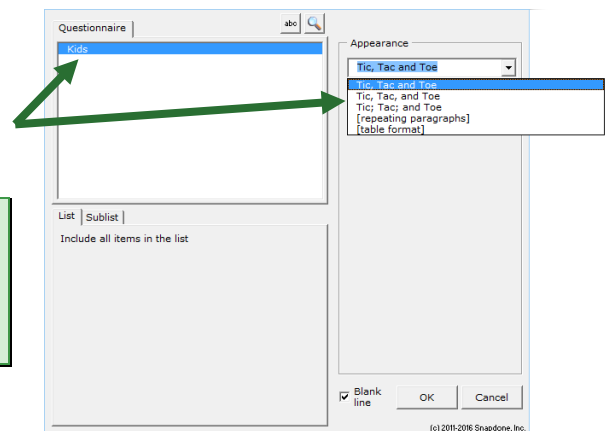 Questionnaire
abc
Kids
Appearance
Tic, Tac and Toe
Tic, Tac and Toe
Tic, Tac, and Toe
Tic; Tac; and Toe
[repeating paragraphs]
[table format]
List
Sublist
Include all items in the list
Blank
line
OK
Cancel
(c) 2011-2016 Snapdone, Inc.